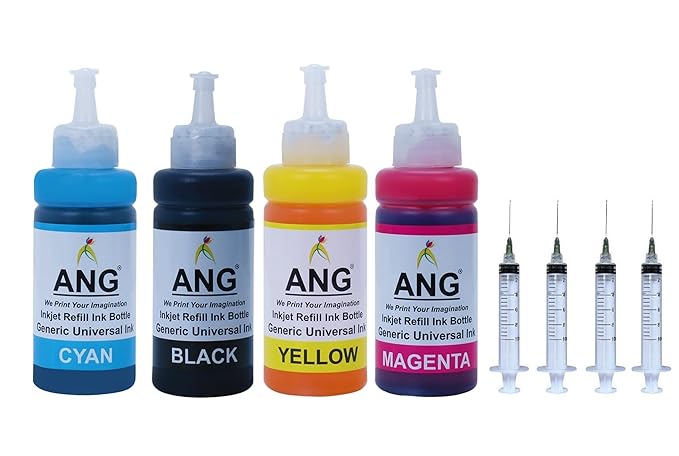 ANG®
We Print Your Imagination
Inkjet Refill Ink Bottle
Generic Universal Ink
CYAN
ANG®
We Print Your Imagination
Inkjet Refill Ink Bottle
Generic Universal Ink
BLACK
ANG®
We Print Your Imagination
Inkjet Refill Ink Bottle
Generic Universal Ink
YELLOW
ANG®
We Print Your Imagination
Inkjet Refill Ink Bottle
Generic Universal Ink
MAGENTA